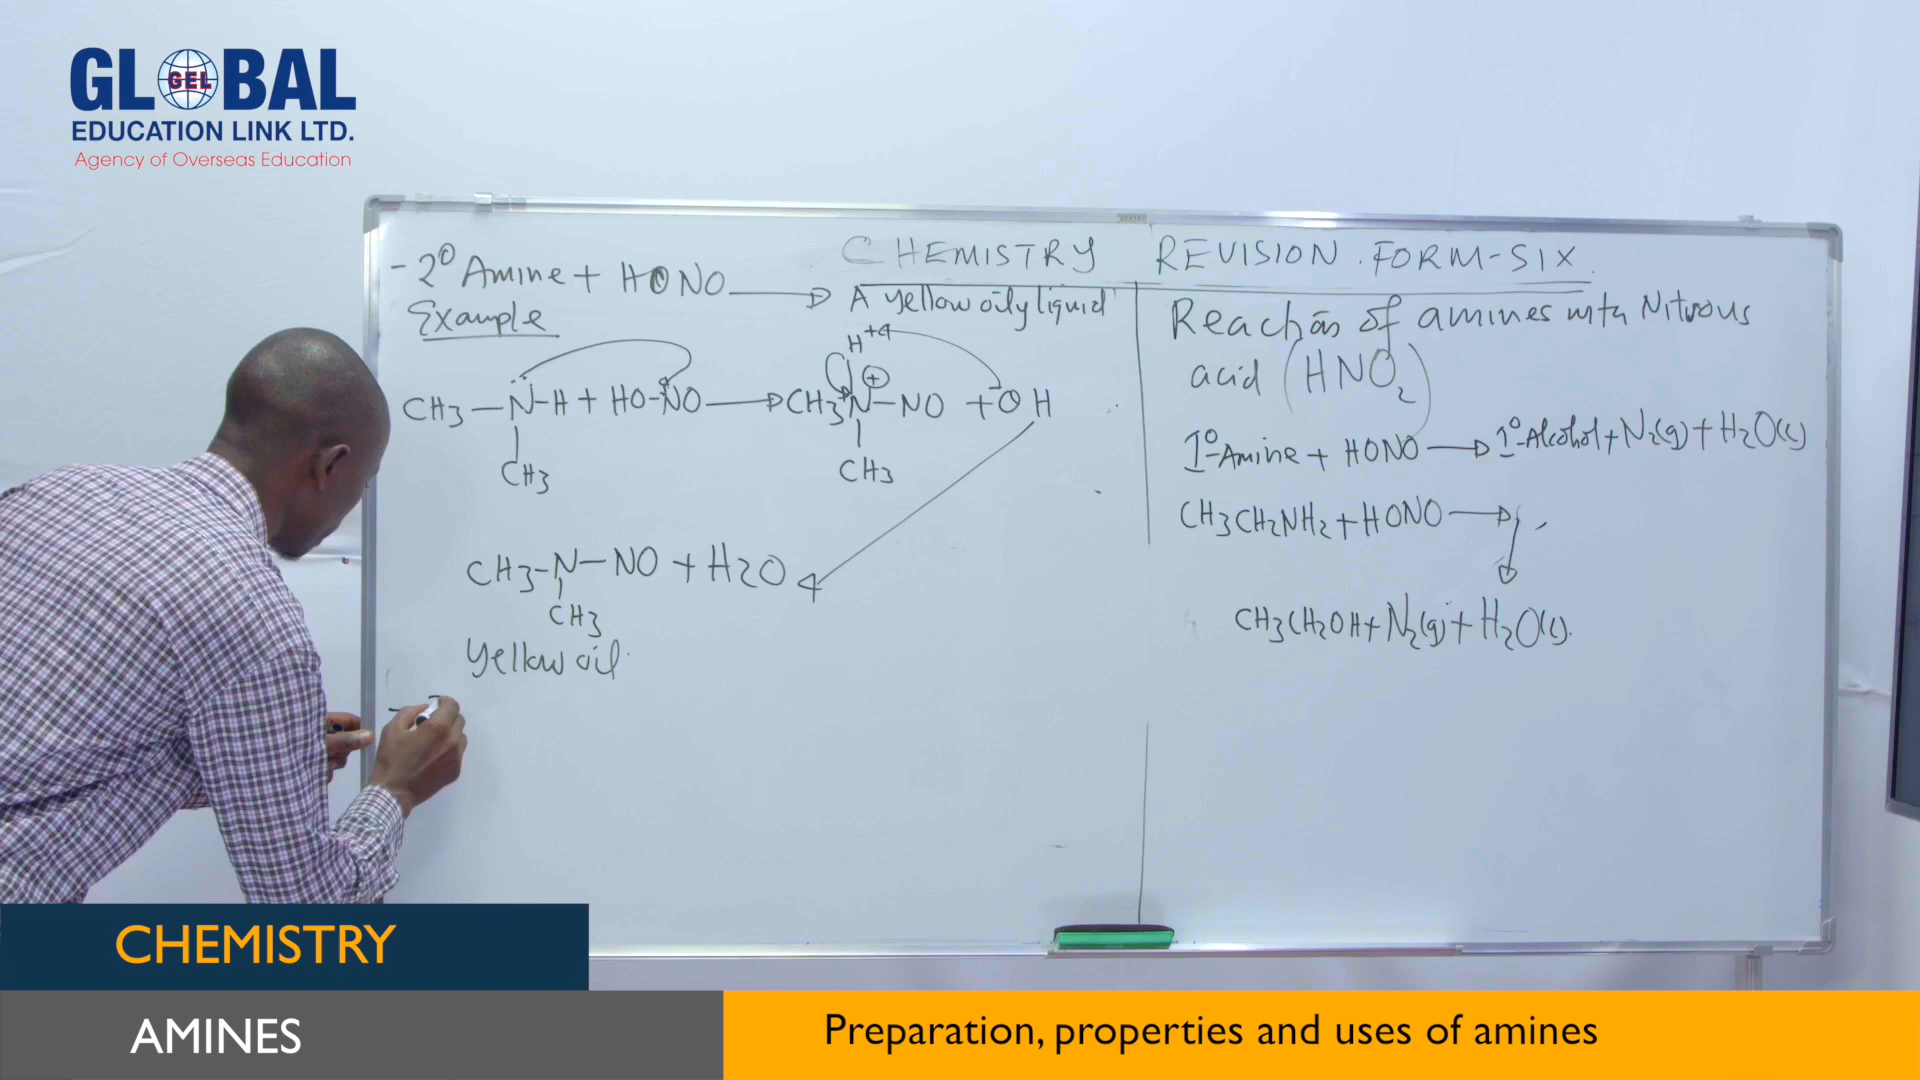 GLOBAL
GEL
EDUCATION LINK LTD.
Agency of Overseas Education
CHEMISTRY REVISION. FORM-SIX
- 2° Amine + HONO → A yellow oily liquid
Example
H+
CH3 — N̈-H + HO-NO → CH3 N⊕—NO + OH
CH3 CH3
CH3-N—NO + H2O
CH3
Yellow oil
Reaction of amines with Nitrous
acid (HNO2)
1°-Amine + HONO → 1°-Alcohol + N2(g) + H2O(l)
CH3CH2NH2 + HONO →
CH3CH2OH + N2(g) + H2O(l).
CHEMISTRY
AMINES
Preparation, properties and uses of amines